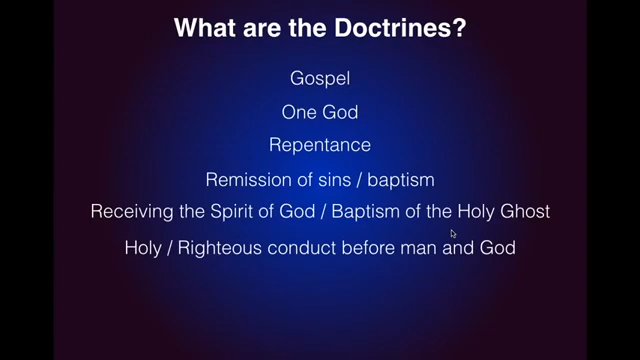 What are the Doctrines?
Gospel
One God
Repentance
Remission of sins / baptism
Receiving the Spirit of God / Baptism of the Holy Ghost
Holy / Righteous conduct before man and God